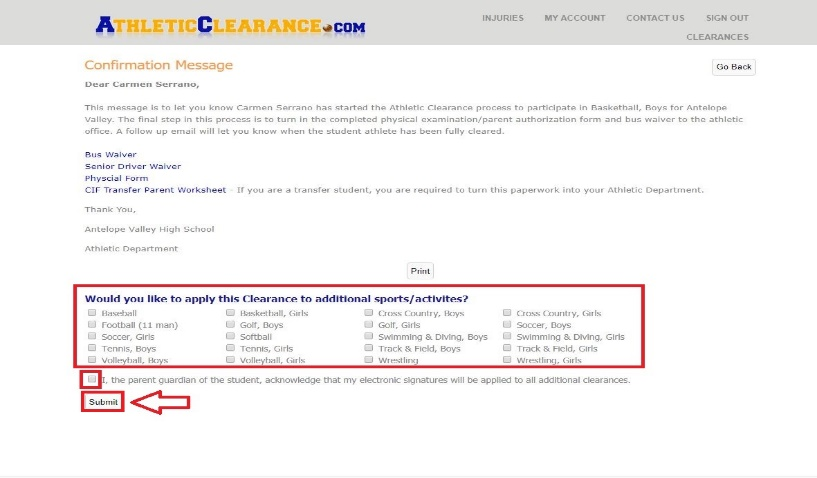 ATHLETICCLEARANCE.COM
INJURIES MY ACCOUNT CONTACT US SIGN OUT
CLEARANCES
Confirmation Message
Go Back
Dear Carmen Serrano,
This message is to let you know Carmen Serrano has started the Athletic Clearance process to participate in Basketball, Boys for Antelope
Valley. The final step in this process is to turn in the completed physical examination/parent authorization form and bus waiver to the athletic
office. A follow up email will let you know when the student athlete has been fully cleared.
Bus Waiver
Senior Driver Waiver
Physcial Form
CIF Transfer Parent Worksheet - If you are a transfer student, you are required to turn this paperwork into your Athletic Department.
Thank You,
Antelope Valley High School
Athletic Department
Print
Would you like to apply this Clearance to additional sports/activites?
Baseball Basketball, Girls Cross Country, Boys Cross Country, Girls
Football (11 man) Golf, Boys Golf, Girls Soccer, Boys
Soccer, Girls Softball Swimming & Diving, Boys Swimming & Diving, Girls
Tennis, Boys Tennis, Girls Track & Field, Boys Track & Field, Girls
Volleyball, Boys Volleyball, Girls Wrestling Wrestling, Girls
I, the parent guardian of the student, acknowledge that my electronic signatures will be applied to all additional clearances.
Submit